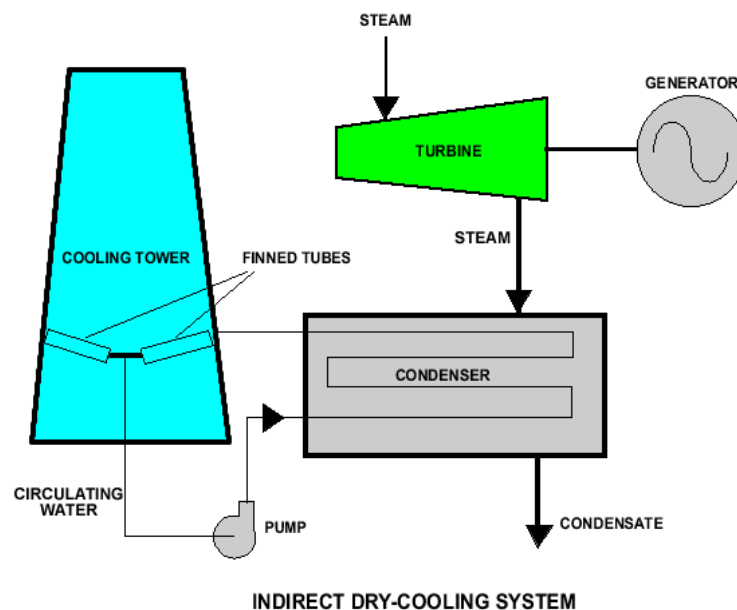 STEAM
GENERATOR
TURBINE
STEAM
COOLING TOWER
FINNED TUBES
CONDENSER
CIRCULATING
WATER
PUMP
CONDENSATE
INDIRECT DRY-COOLING SYSTEM